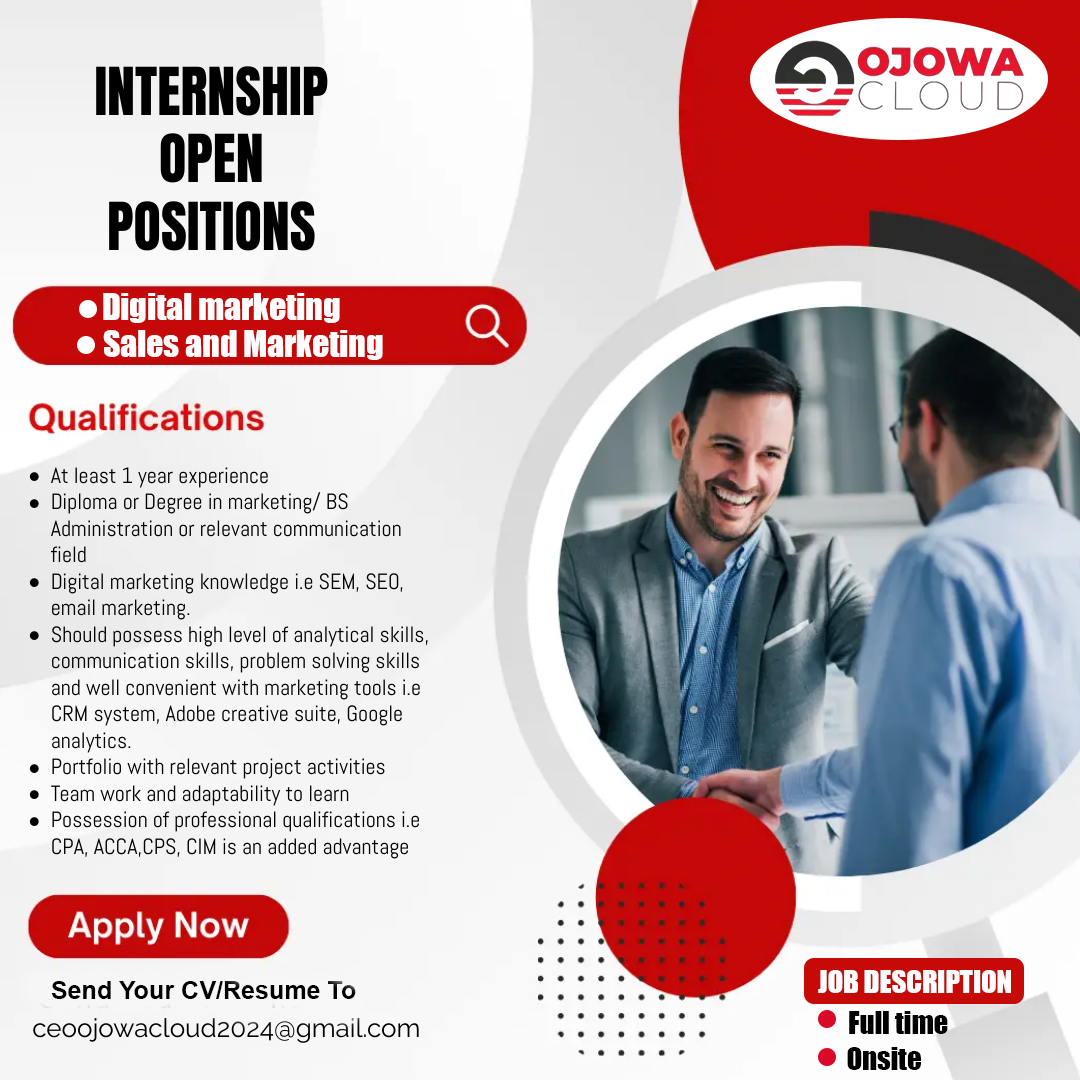 OJOWA
CLOUD
INTERNSHIP
OPEN
POSITIONS
● Digital marketing
● Sales and Marketing
Qualifications
● At least 1 year experience
● Diploma or Degree in marketing/ BS
Administration or relevant communication
field
● Digital marketing knowledge i.e SEM, SEO,
email marketing.
● Should possess high level of analytical skills,
communication skills, problem solving skills
and well convenient with marketing tools i.e
CRM system, Adobe creative suite, Google
analytics.
● Portfolio with relevant project activities
● Team work and adaptability to learn
● Possession of professional qualifications i.e
CPA, ACCA,CPS, CIM is an added advantage
Apply Now
Send Your CV/Resume To
ceoojowacloud2024@gmail.com
JOB DESCRIPTION
● Full time
● Onsite